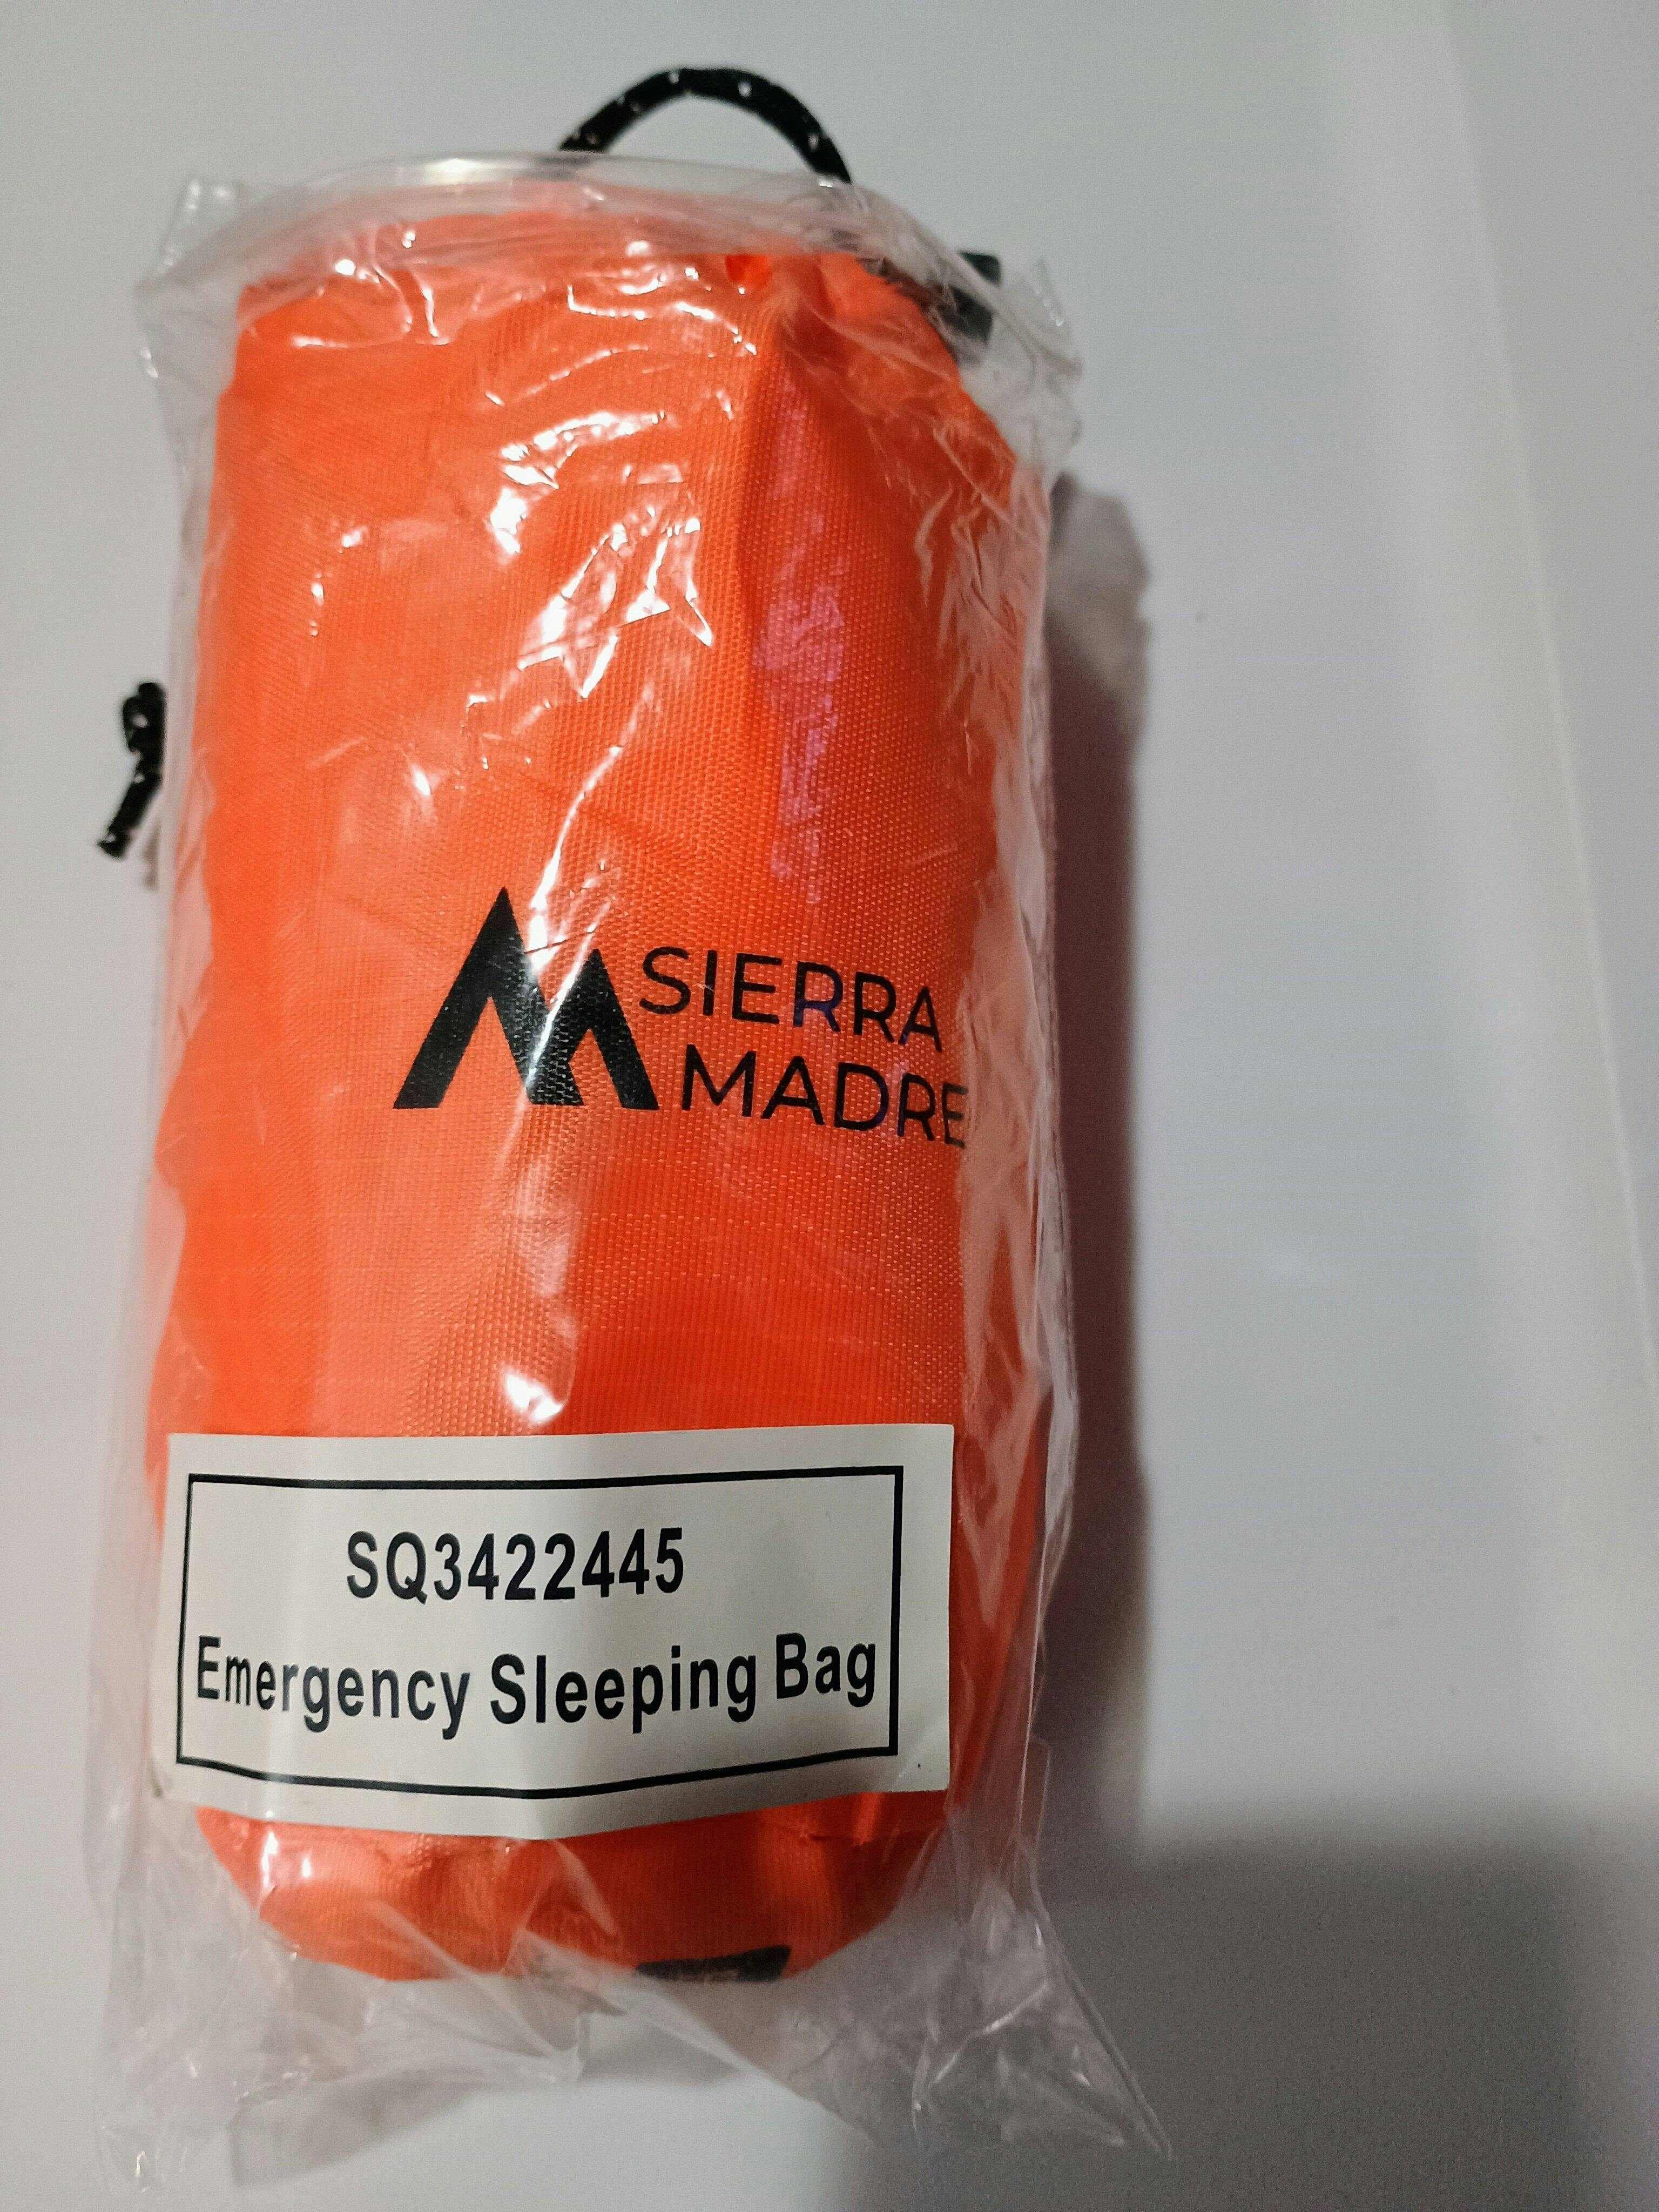 SIERRA
MADRE
SQ3422445
Emergency Sleeping Bag